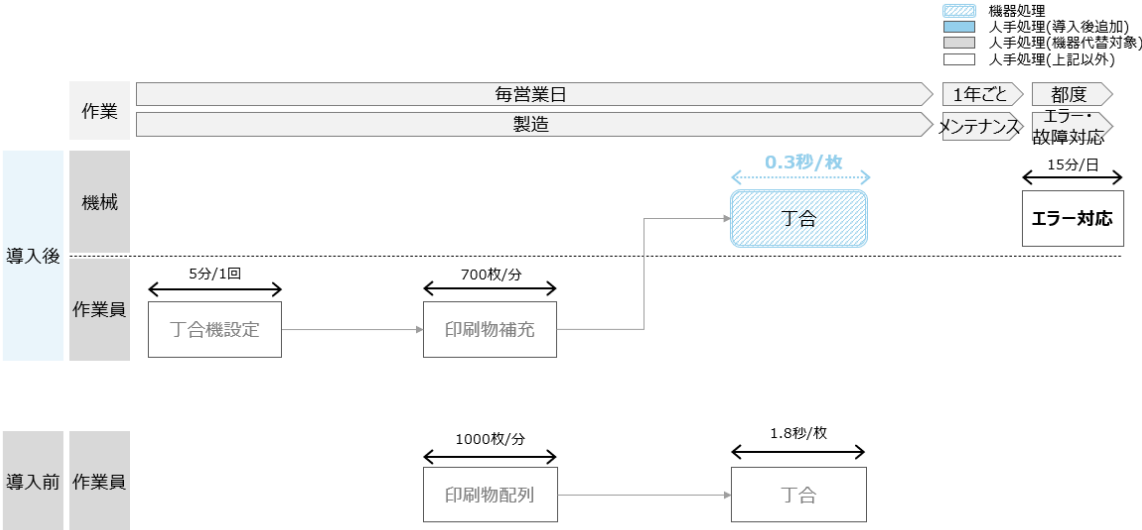 機器処理
人手処理(導入後追加)
人手処理(機器代替対象)
人手処理(上記以外)
作業
毎営業日
1年ごと
都度
製造
メンテナンス
エラー・
故障対応
導入後
機械
0.3秒/枚
丁合
15分/日
エラー対応
作業員
5分/1回
丁合機設定
700枚/分
印刷物補充
導入前
作業員
1000枚/分
印刷物配列
1.8秒/枚
丁合